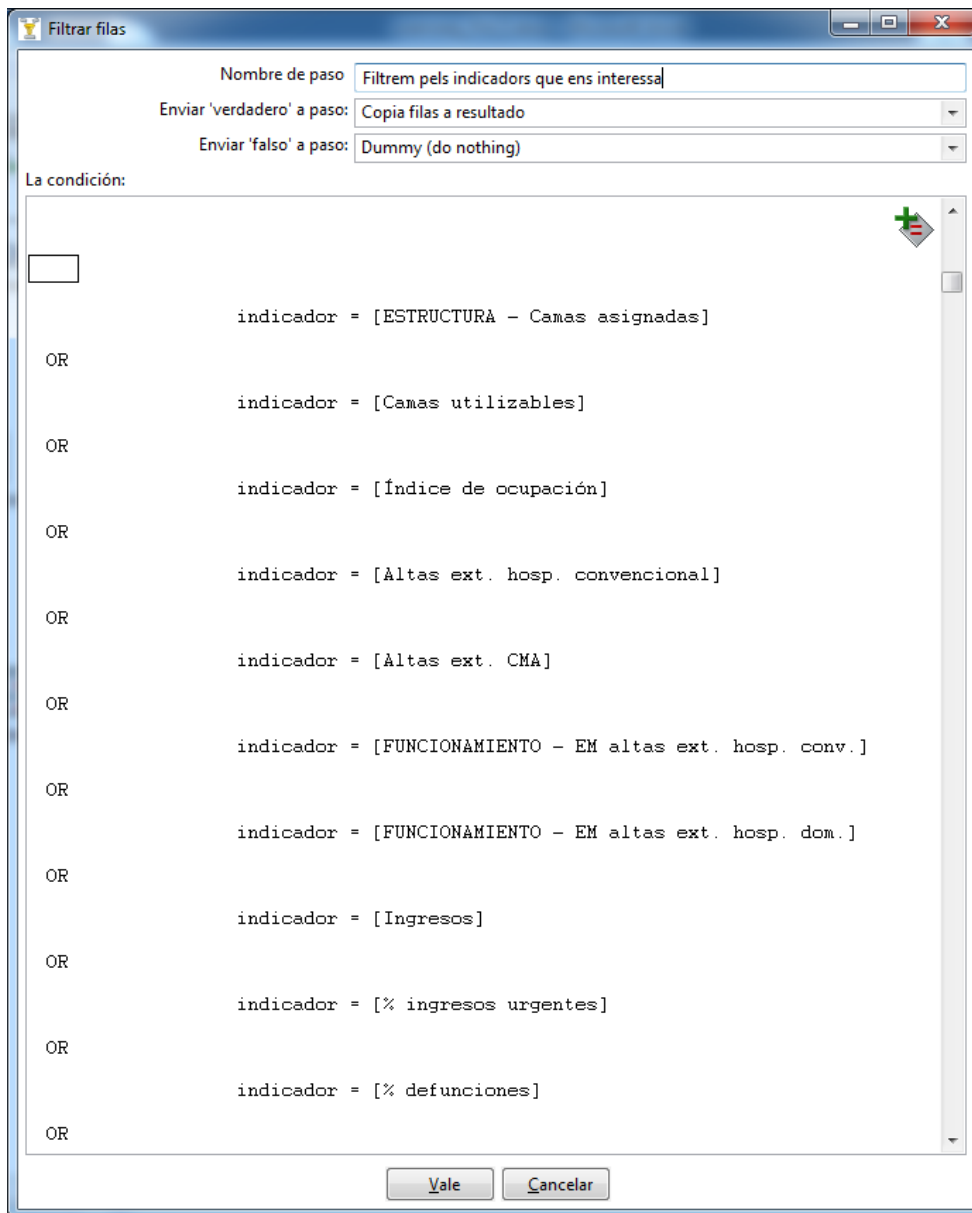 Filtrar filas
Nombre de paso Filtrem pels indicadors que ens interessa
Enviar 'verdadero' a paso: Copia filas a resultado
Enviar 'falso' a paso: Dummy (do nothing)
La condición:
indicador = [ESTRUCTURA - Camas asignadas]
OR
indicador = [Camas utilizables]
OR
indicador = [Índice de ocupación]
OR
indicador = [Altas ext. hosp. convencional]
OR
indicador = [Altas ext. CMA]
OR
indicador = [FUNCIONAMIENTO - EM altas ext. hosp. conv.]
OR
indicador = [FUNCIONAMIENTO - EM altas ext. hosp. dom.]
OR
indicador = [Ingresos]
OR
indicador = [% ingresos urgentes]
OR
indicador = [% defunciones]
OR
Vale Cancelar